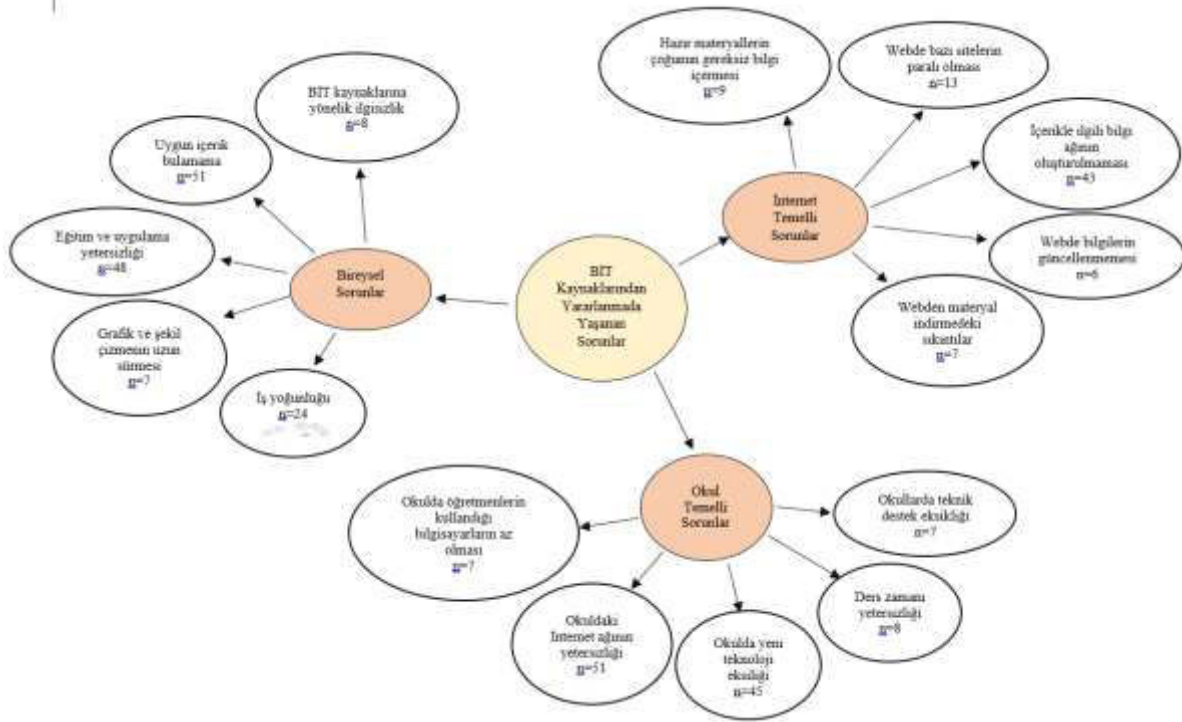 BİT
Kaynaklarından
Yararlanmada
Yaşanan
Sorunlar
Bireysel
Sorunlar
BİT kaynaklarına
yönelik ilgisizlik
n=8
Uygun içerik
bulamama
n=51
Eğitim ve uygulama
yetersizliği
n=48
Grafik ve şekil
çizmenin uzun
sürmesi
n=7
İş yoğunluğu
n=24
İnternet
Temelli
Sorunlar
Hazır materyallerin
çoğunun gereksiz bilgi
içermesi
n=9
Webde bazı sitelerin
paralı olması
n=13
İçerikle ilgili bilgi
ağının
oluşturulmaması
n=43
Webde bilgilerin
güncellenmemesi
n=6
Webden materyal
indirmedeki
sıkıntılar
n=7
Okul
Temelli
Sorunlar
Okulda öğretmenlerin
kullandığı
bilgisayarların az
olması
n=7
Okuldaki
İnternet ağının
yetersizliği
n=51
Okulda yeni
teknoloji
eksikliği
n=45
Ders zamanı
yetersizliği
n=8
Okullarda teknik
destek eksikliği
n=7